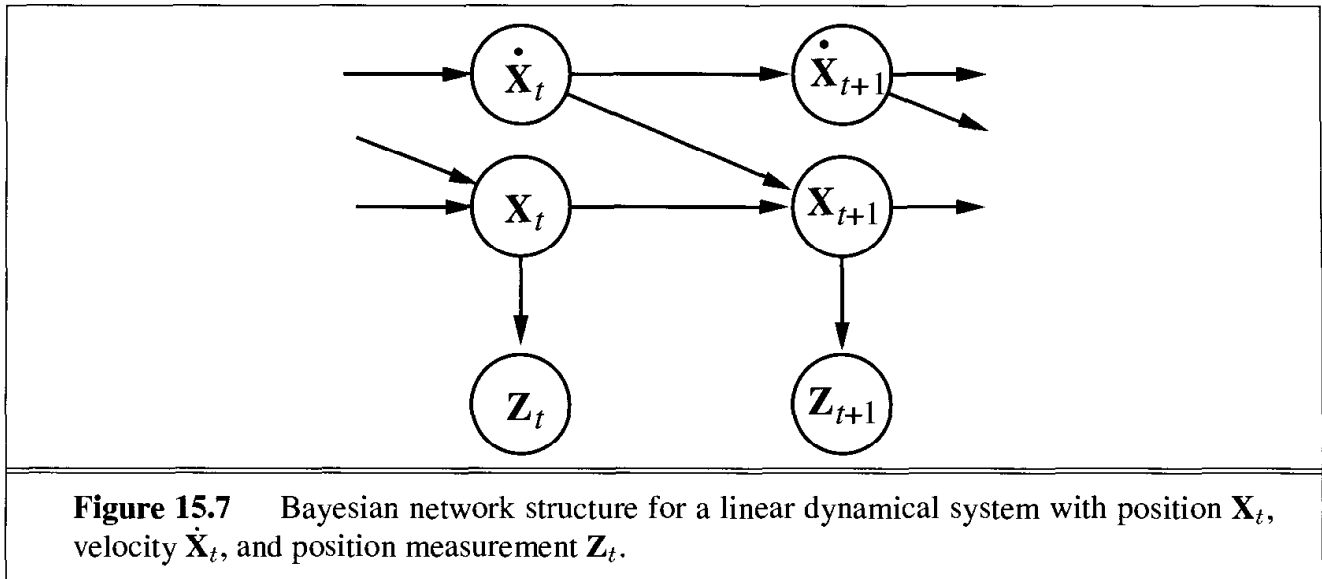 Ẋt Ẋt+1
Xt Xt+1
Zt Zt+1
Figure 15.7 Bayesian network structure for a linear dynamical system with position Xt,
velocity Ẋt, and position measurement Zt.